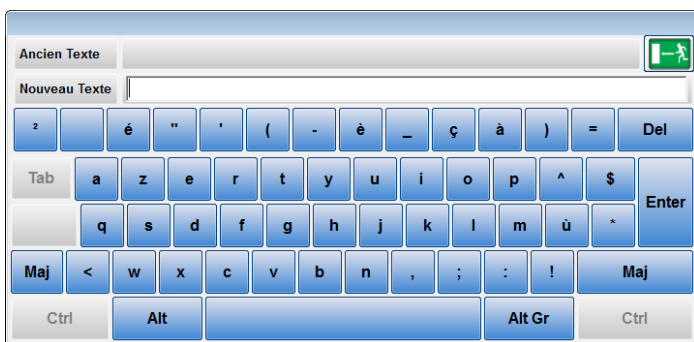 Ancien Texte
Nouveau Texte
² é " ' ( - è _ ç à ) = Del
Tab a z e r t y u i o p ^ $ Enter
q s d f g h j k l m ù *
Maj < w x c v b n , ; : ! Maj
Ctrl Alt Alt Gr Ctrl